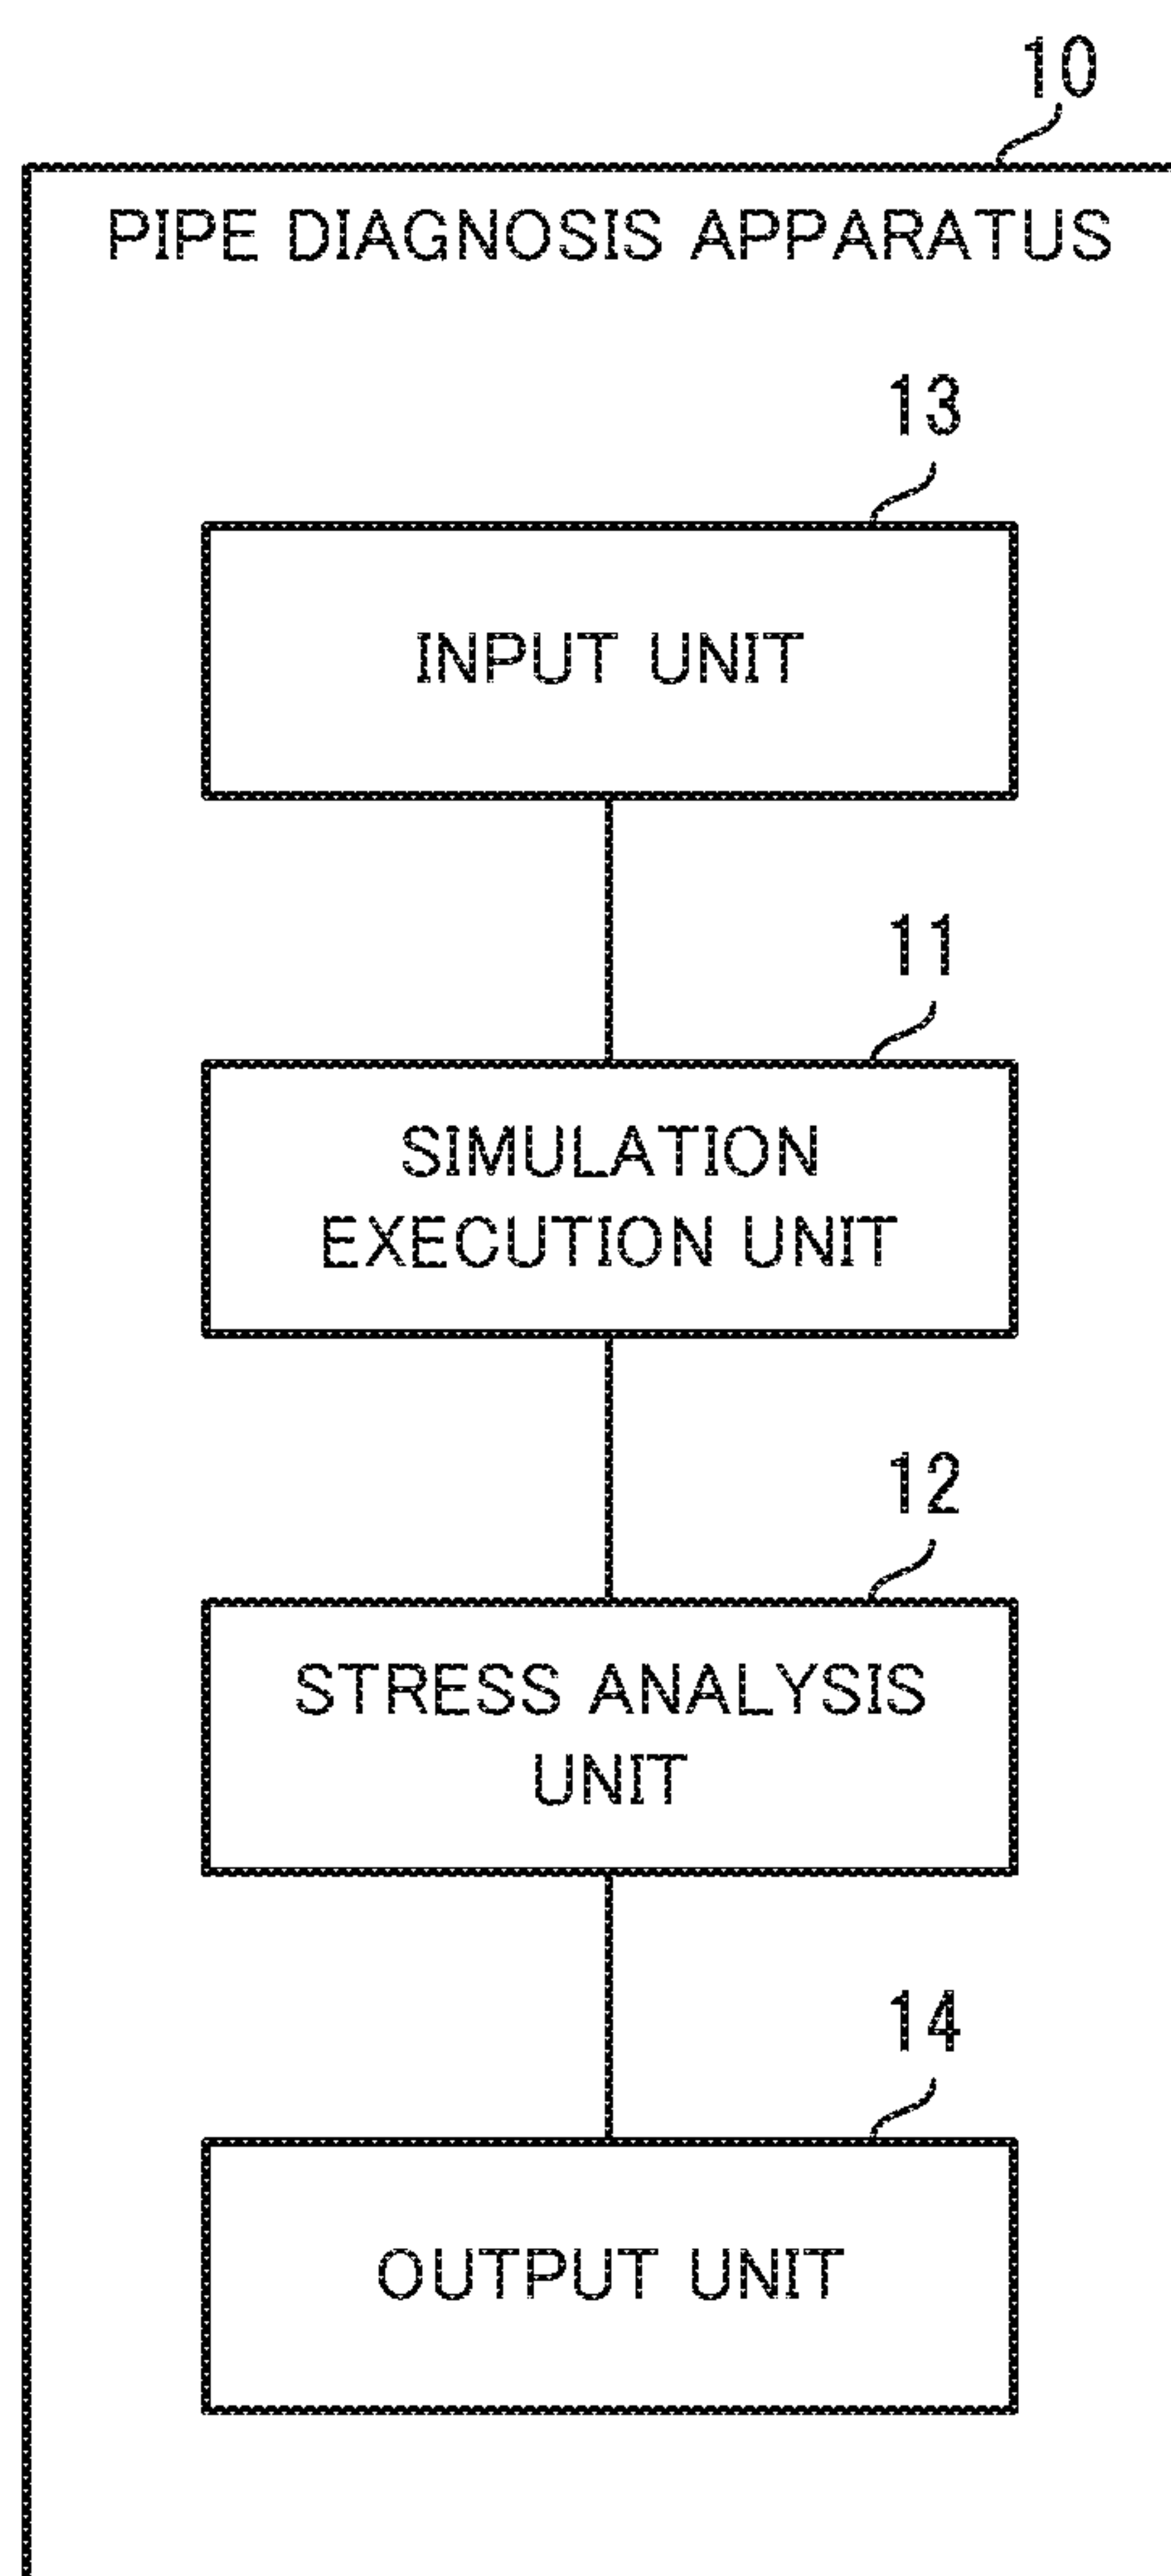 10
PIPE DIAGNOSIS APPARATUS
13
INPUT UNIT
11
SIMULATION
EXECUTION UNIT
12
STRESS ANALYSIS
UNIT
14
OUTPUT UNIT